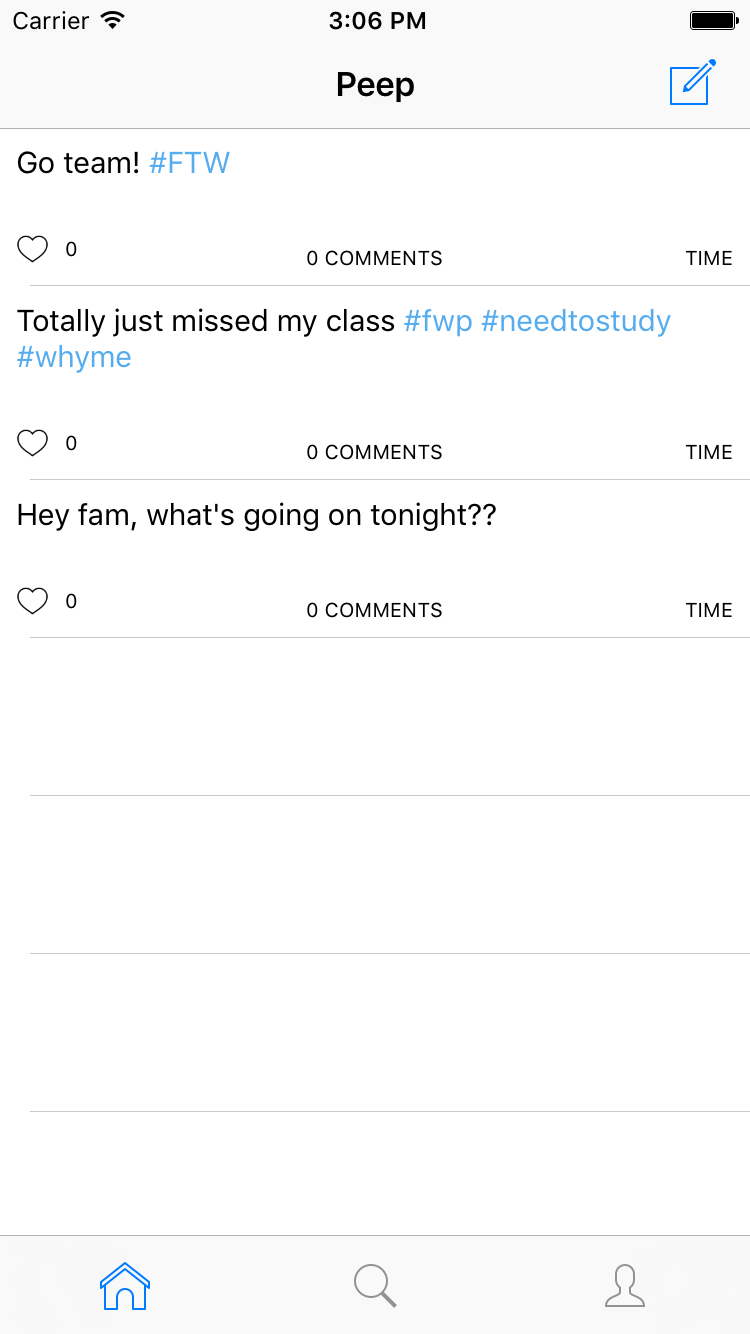 Carrier 3:06 PM
Peep
Go team! #FTW
0 0 COMMENTS TIME
Totally just missed my class #fwp #needtostudy
#whyme
0 0 COMMENTS TIME
Hey fam, what's going on tonight??
0 0 COMMENTS TIME